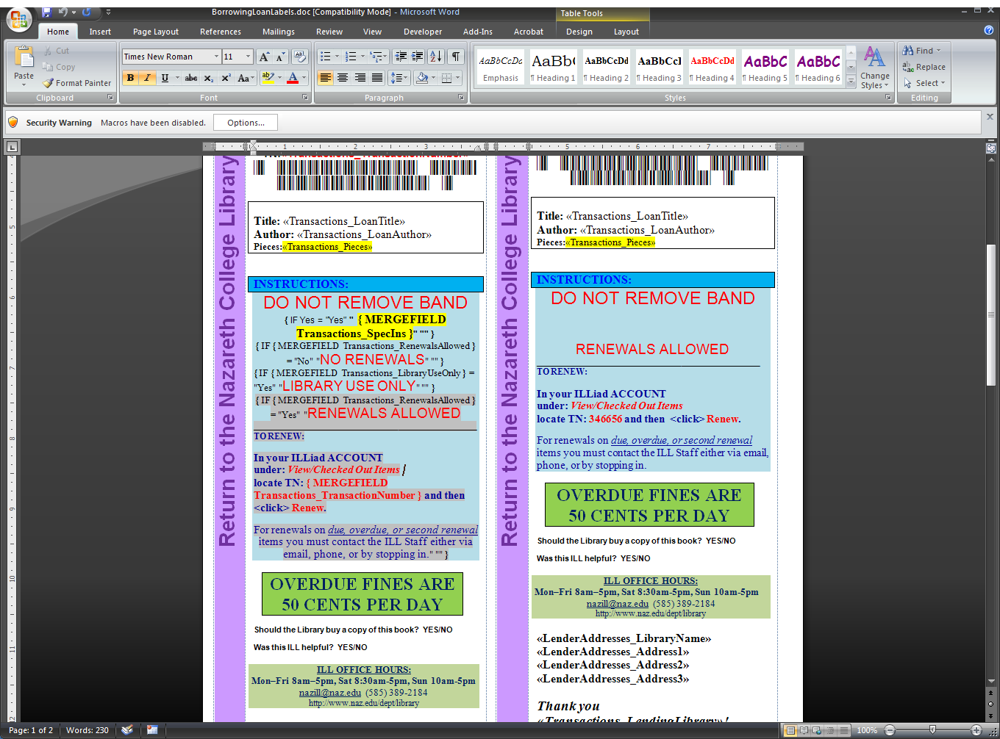 BorrowingLoanLabels.doc [Compatibility Mode] - Microsoft Word
Table Tools
Home Insert Page Layout References Mailings Review View Developer Add-Ins Acrobat Design Layout
Paste
Cut
Copy
Format Painter
Clipboard
Times New Roman 11
B I U abc x₂ x² Aa
Font
Paragraph
AaBbCcDc AaBbC AaBbCcDd AaBbCcI AaBbCcDd AaBbC AaBbC
Emphasis ¶ Heading 1 ¶ Heading 2 ¶ Heading 3 ¶ Heading 4 ¶ Heading 5 ¶ Heading 6
Change Styles
Styles
Find
Replace
Select
Editing
Security Warning Macros have been disabled. Options...
1 2 3 5 6 7
Return to the Nazareth College Library
«Transactions_TransactionNumber»
Title: «Transactions_LoanTitle»
Author: «Transactions_LoanAuthor»
Pieces:«Transactions_Pieces»
INSTRUCTIONS:
DO NOT REMOVE BAND
{ IF Yes = "Yes" " { MERGEFIELD
Transactions_SpecIns }" "" }
{ IF { MERGEFIELD Transactions_RenewalsAllowed }
= "No" "NO RENEWALS" "" }
{ IF { MERGEFIELD Transactions_LibraryUseOnly } =
"Yes" "LIBRARY USE ONLY" "" }
{ IF { MERGEFIELD Transactions_RenewalsAllowed }
= "Yes" "RENEWALS ALLOWED
TO RENEW:
In your ILLiad ACCOUNT
under: View/Checked Out Items
locate TN: { MERGEFIELD
Transactions_TransactionNumber } and then
<click> Renew.
For renewals on due, overdue, or second renewal
items you must contact the ILL Staff either via
email, phone, or by stopping in." "" }
OVERDUE FINES ARE
50 CENTS PER DAY
Should the Library buy a copy of this book? YES/NO
Was this ILL helpful? YES/NO
ILL OFFICE HOURS:
Mon–Fri 8am–5pm, Sat 8:30am-5pm, Sun 10am-5pm
nazill@naz.edu (585) 389-2184
http://www.naz.edu/dept/library
Return to the Nazareth College Library
Title: «Transactions_LoanTitle»
Author: «Transactions_LoanAuthor»
Pieces:«Transactions_Pieces»
INSTRUCTIONS:
DO NOT REMOVE BAND
RENEWALS ALLOWED
TO RENEW:
In your ILLiad ACCOUNT
under: View/Checked Out Items
locate TN: 346656 and then <click> Renew.
For renewals on due, overdue, or second renewal
items you must contact the ILL Staff either via email,
phone, or by stopping in.
OVERDUE FINES ARE
50 CENTS PER DAY
Should the Library buy a copy of this book? YES/NO
Was this ILL helpful? YES/NO
ILL OFFICE HOURS:
Mon–Fri 8am–5pm, Sat 8:30am-5pm, Sun 10am-5pm
nazill@naz.edu (585) 389-2184
http://www.naz.edu/dept/library
«LenderAddresses_LibraryName»
«LenderAddresses_Address1»
«LenderAddresses_Address2»
«LenderAddresses_Address3»
Thank you
«Transactions_LendingLibrary»!
Page: 1 of 2 Words: 230 100%